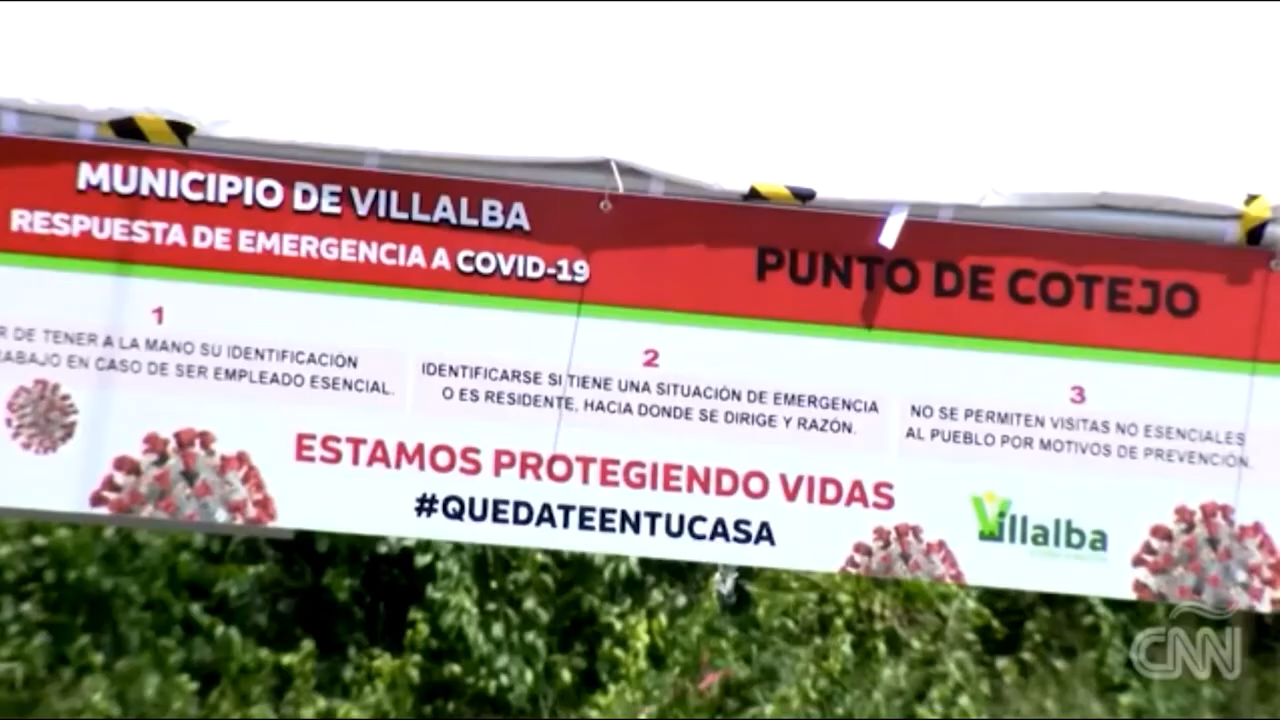 MUNICIPIO DE VILLALBA
RESPUESTA DE EMERGENCIA A COVID-19
PUNTO DE COTEJO
1
DE TENER A LA MANO SU IDENTIFICACIÓN
EN CASO DE SER EMPLEADO ESENCIAL.
2
IDENTIFICARSE SI TIENE UNA SITUACIÓN DE EMERGENCIA
O ES RESIDENTE, HACIA DONDE SE DIRIGE Y RAZÓN.
3
NO SE PERMITEN VISITAS NO ESENCIALES
AL PUEBLO POR MOTIVOS DE PREVENCIÓN.
ESTAMOS PROTEGIENDO VIDAS
#QUEDATEENTUCASA
Villalba
CNN